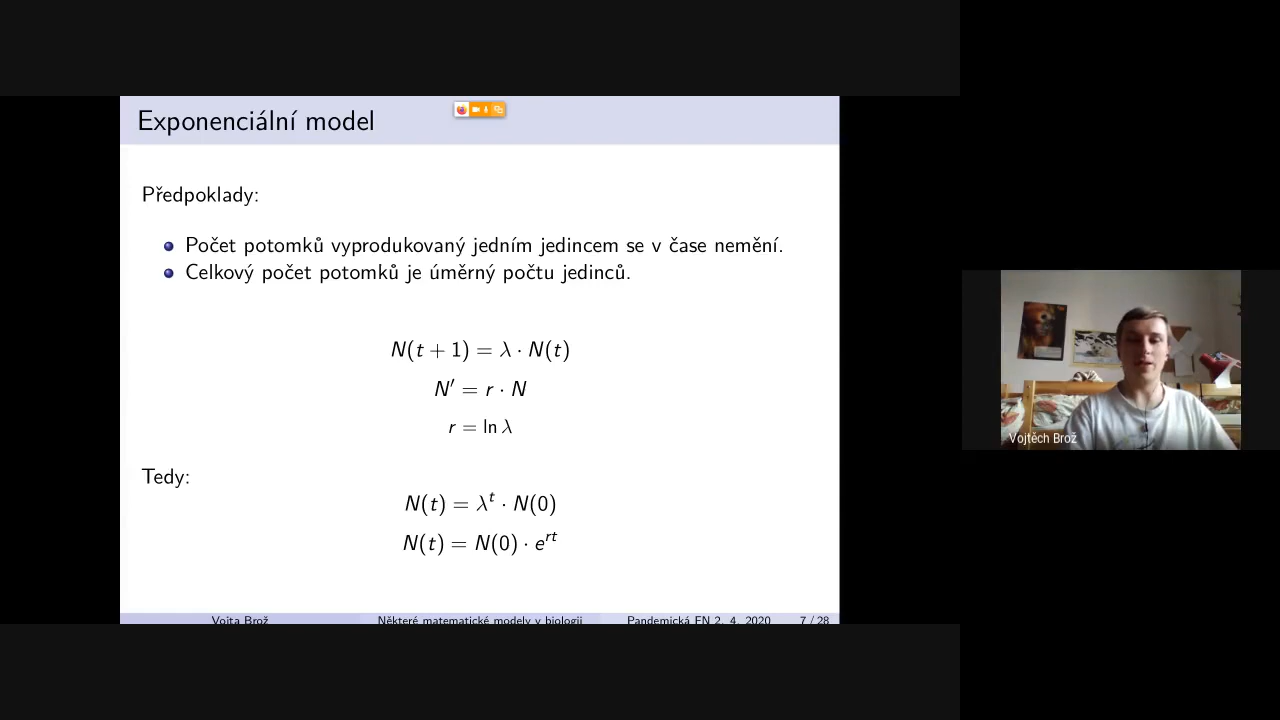 Exponenciální model
Předpoklady:
Počet potomků vyprodukovaný jedním jedincem se v čase nemění.
Celkový počet potomků je úměrný počtu jedinců.
N(t + 1) = λ · N(t)
N′ = r · N
r = ln λ
Tedy:
N(t) = λ^t · N(0)
N(t) = N(0) · e^{rt}
Vojta Brož
Některé matematické modely v biologii
Pandemická FN 2. 4. 2020
7 / 28
Vojtěch Brož